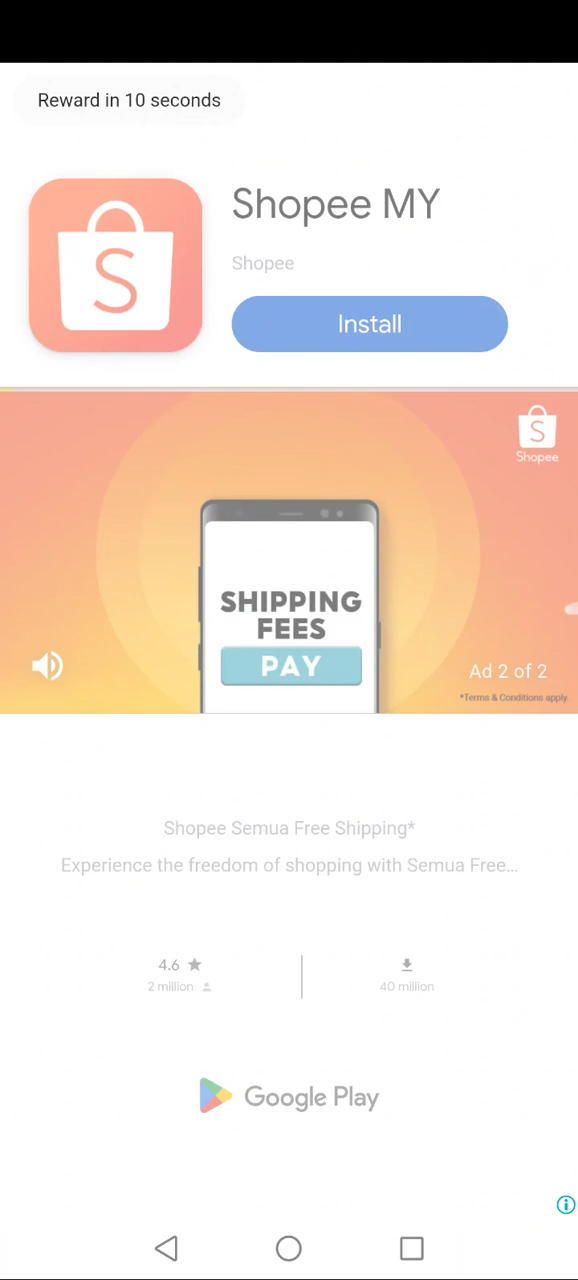 Reward in 10 seconds
Shopee MY
Shopee
Install
S
Shopee
SHIPPING
FEES
PAY
Ad 2 of 2
*Terms & Conditions apply.
Shopee Semua Free Shipping*
Experience the freedom of shopping with Semua Free...
4.6
2 million
40 million
Google Play